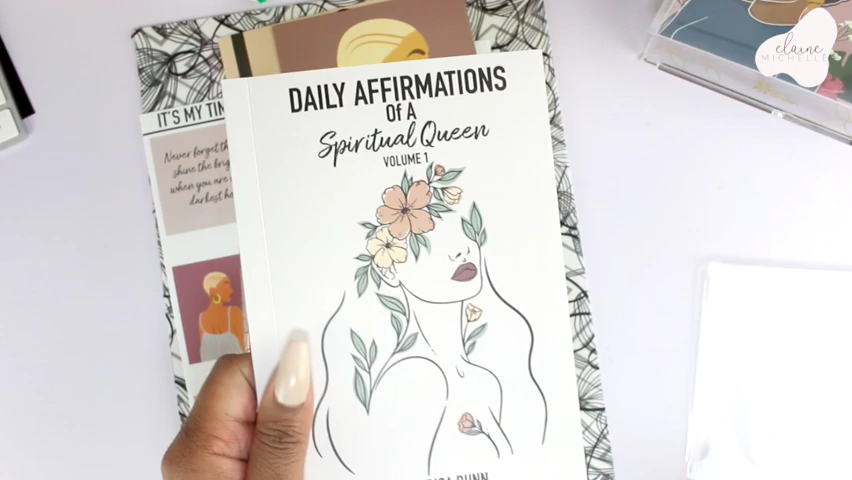 DAILY AFFIRMATIONS
Of A
Spiritual Queen
VOLUME 1
DUNN
IT'S MY
Never forget
shine the
when you are
darkest
elaine
MICHELLE